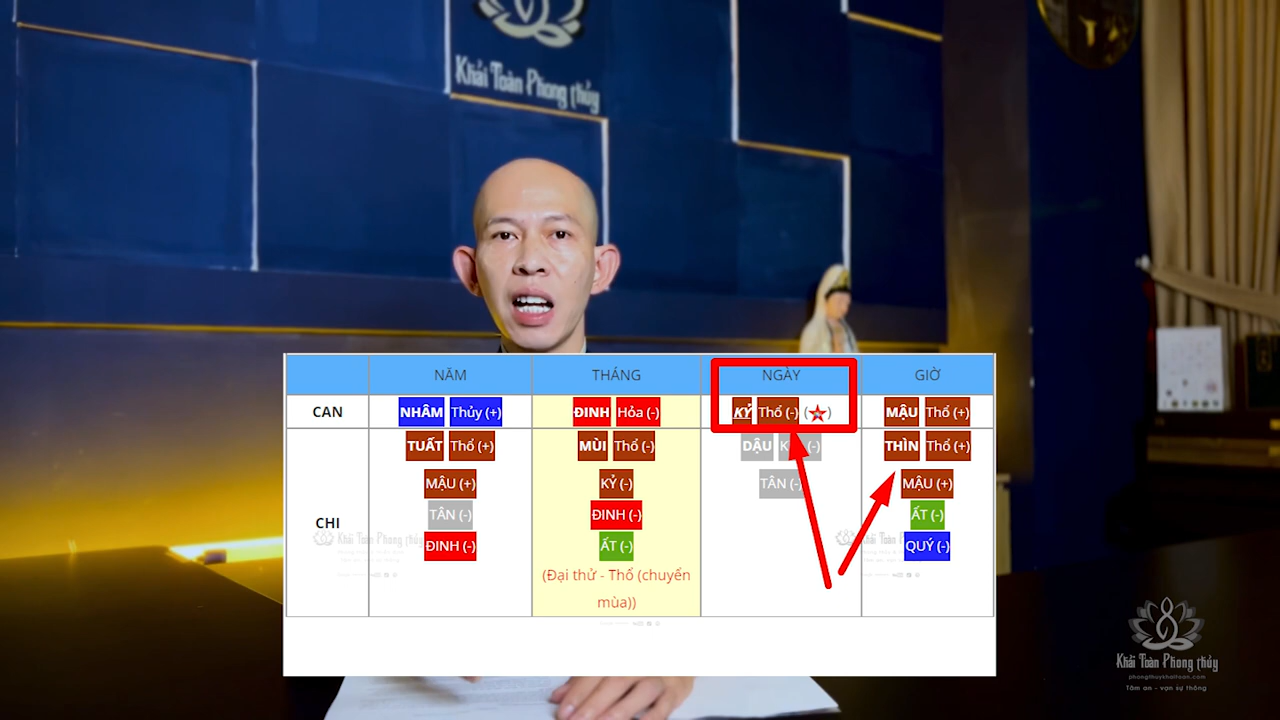 Khải Toàn Phong thủy
NĂM THÁNG NGÀY GIỜ
CAN NHÂM Thủy (+) ĐINH Hỏa (-) KỶ Thổ (-) (★) MẬU Thổ (+)
CHI
TUẤT Thổ (+) MÙI Thổ (-) DẬU (-) THÌN Thổ (+)
MẬU (+) KỶ (-) TÂN (-) MẬU (+)
TÂN (-) ĐINH (-) ẤT (-)
ĐINH (-) ẤT (-) QUÝ (-)
(Đại thử - Thổ (chuyển
mùa))
Khải Toàn Phong thủy
phongthuykhaitoan.com
Tâm an - vạn sự thông